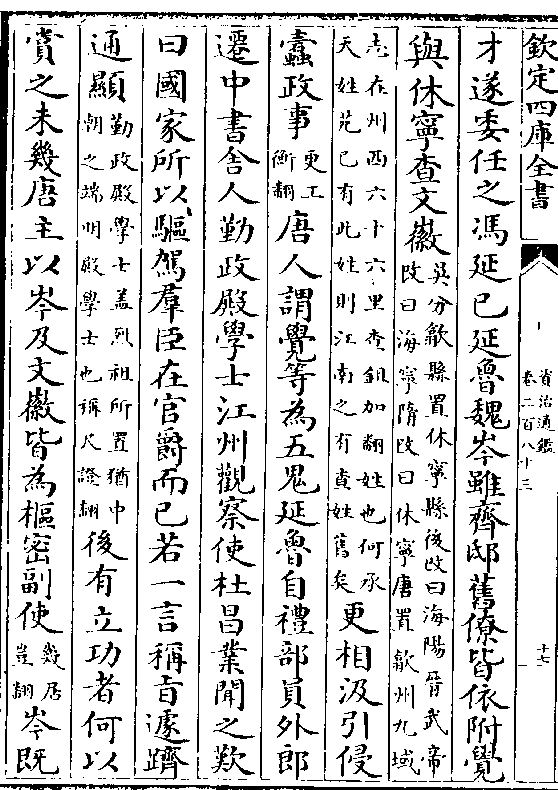 欽定四庫全書
資治通鑑
卷二百八十三
十七
才遂委任之馮延巳延魯魏岑雖齊邸舊僚皆依附覺
與休寧查文徽
吳分歙縣置休寧縣後改曰海陽晉武帝
改曰海寧隋改曰休寧唐置歙州九域
志在州西六十六里查鉏加翻姓也何承
天姓苑已有此姓則江南之有查姓舊矣
更相汲引侵
蠹政事
更工
衡翻
唐人謂覺等為五鬼延魯自禮部員外郎
遷中書舍人勤政殿學士江州觀察使杜昌業聞之歎
曰國家所以驅駕羣臣在官爵而已若一言稱旨遽躋
通顯
勤政殿學士盖烈祖所置猶中
朝之端明殿學士也稱尺證翻
後有立功者何以
賞之未幾唐主以岑及文徽皆為樞密副使
幾居
豈翻
岑既